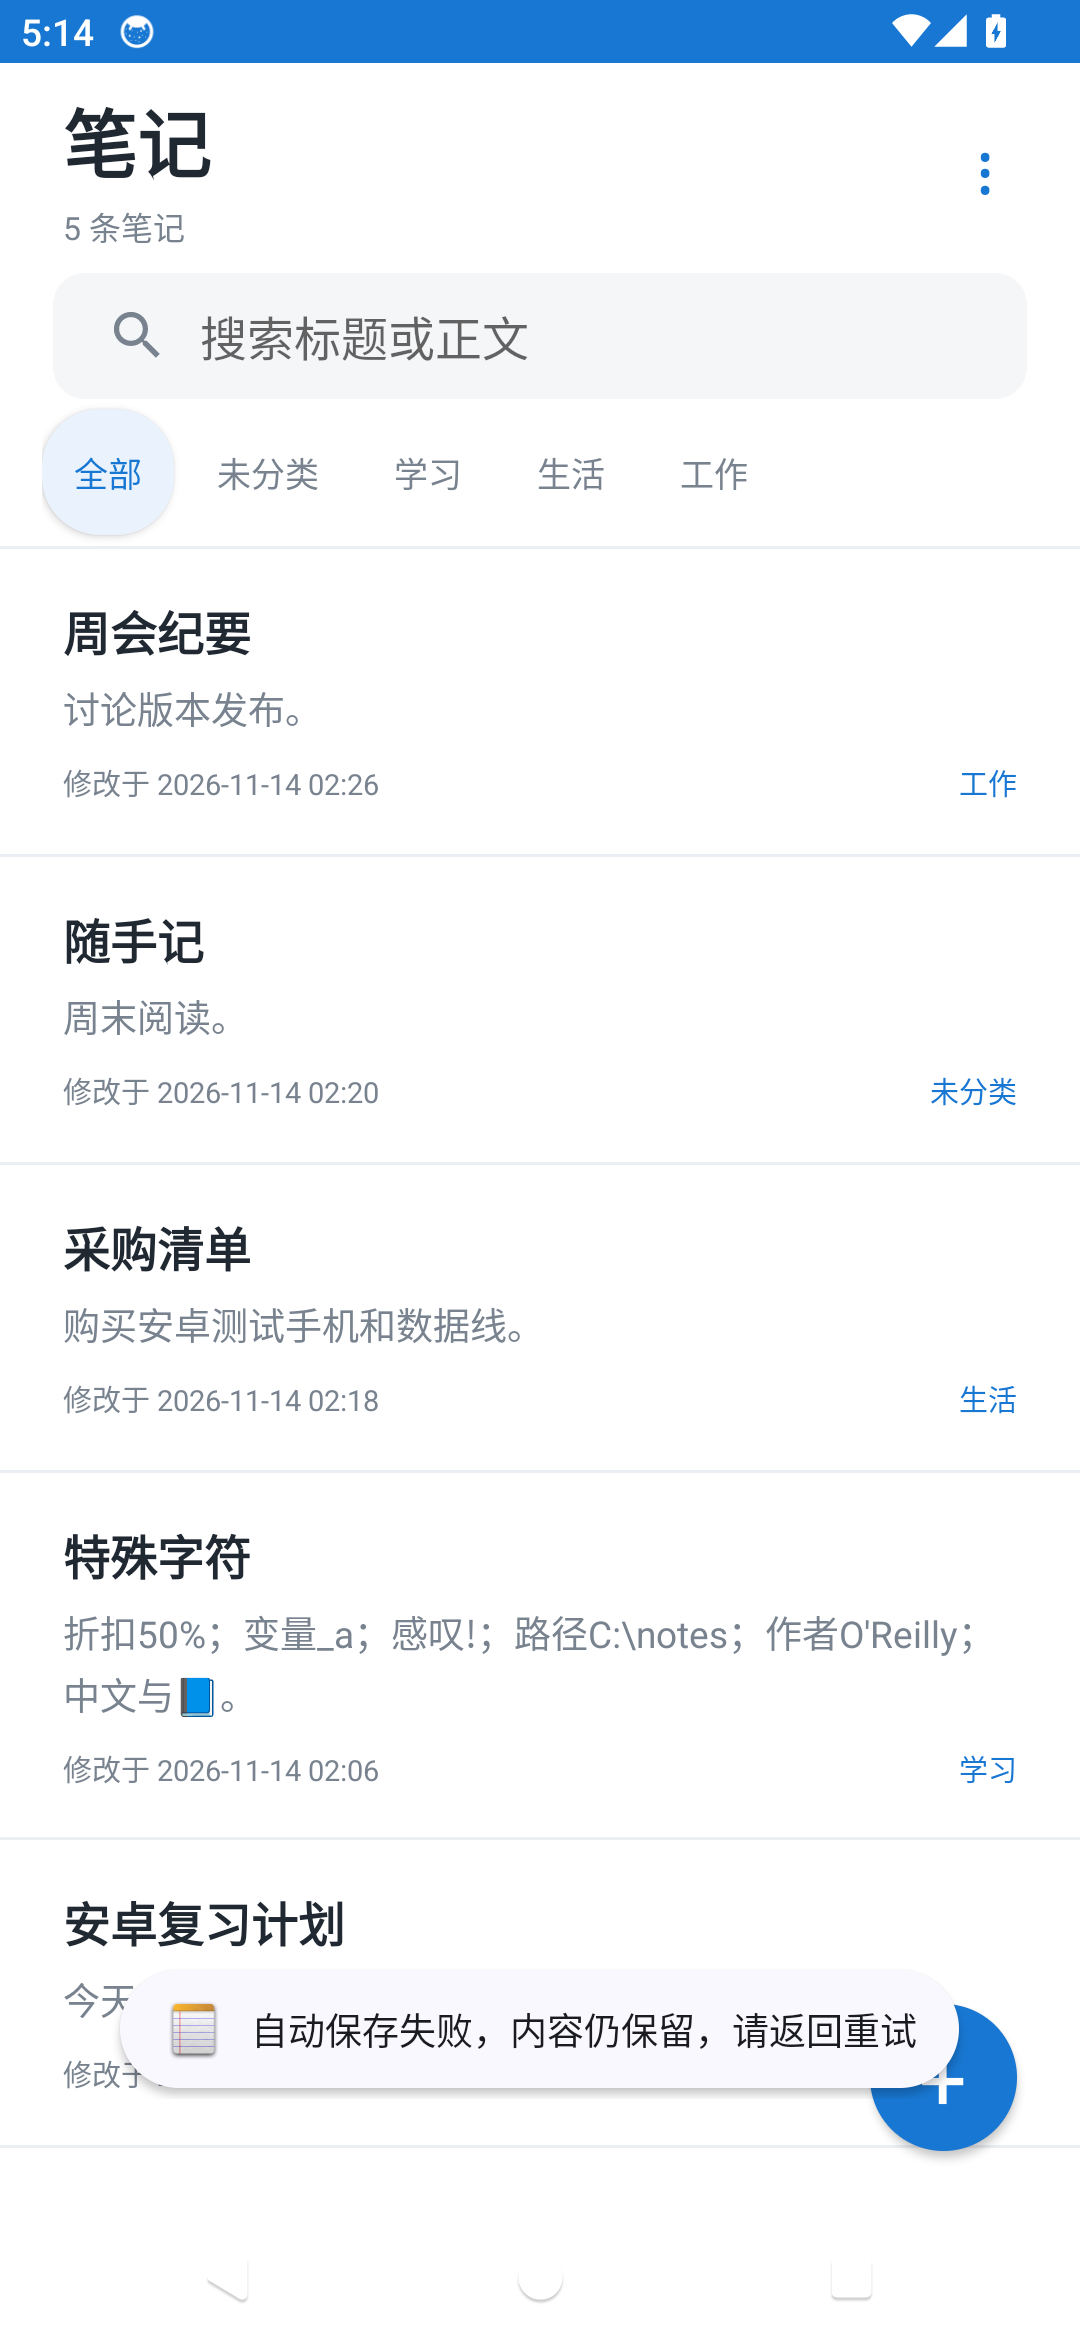 5:14
笔记
5 条笔记
搜索标题或正文
全部 未分类 学习 生活 工作
周会纪要
讨论版本发布。
修改于 2026-11-14 02:26 工作
随手记
周末阅读。
修改于 2026-11-14 02:20 未分类
采购清单
购买安卓测试手机和数据线。
修改于 2026-11-14 02:18 生活
特殊字符
折扣50%；变量_a；感叹!；路径C:\notes；作者O'Reilly；
中文与📘。
修改于 2026-11-14 02:06 学习
安卓复习计划
今天
自动保存失败，内容仍保留，请返回重试
修改于